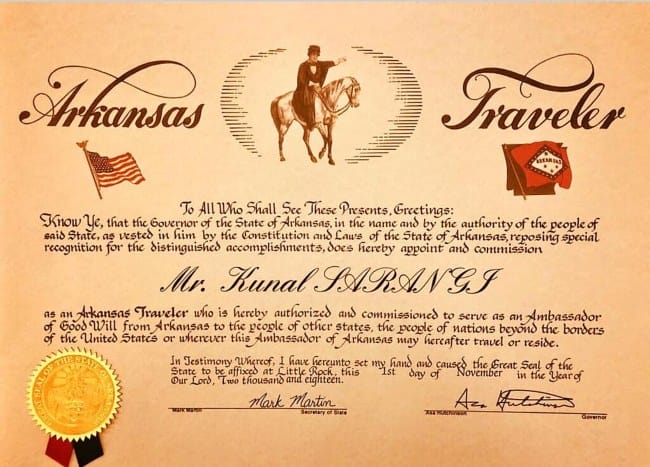 Arkansas Traveler
ARKANSAS
To All Who Shall See These Presents, Greetings:
Know Ye, that the Governor of the State of Arkansas, in the name and by the authority of the people of
said State, as vested in him by the Constitution and Laws of the State of Arkansas, reposing special
recognition for the distinguished accomplishments, does hereby appoint and commission
Mr. Kunal SARANGI
as an Arkansas Traveler who is hereby authorized and commissioned to serve as an Ambassador
of Good Will from Arkansas to the people of other states, the people of nations beyond the borders
of the United States or wherever this Ambassador of Arkansas may hereafter travel or reside.
In Testimony Whereof, I have hereunto set my hand and caused the Great Seal of the
State to be affixed at Little Rock, this 1st day of November in the Year of
Our Lord, Two thousand and eighteen.
Mark Martin
Asa Hutchinson
Mark Martin Secretary of State
Asa Hutchinson Governor